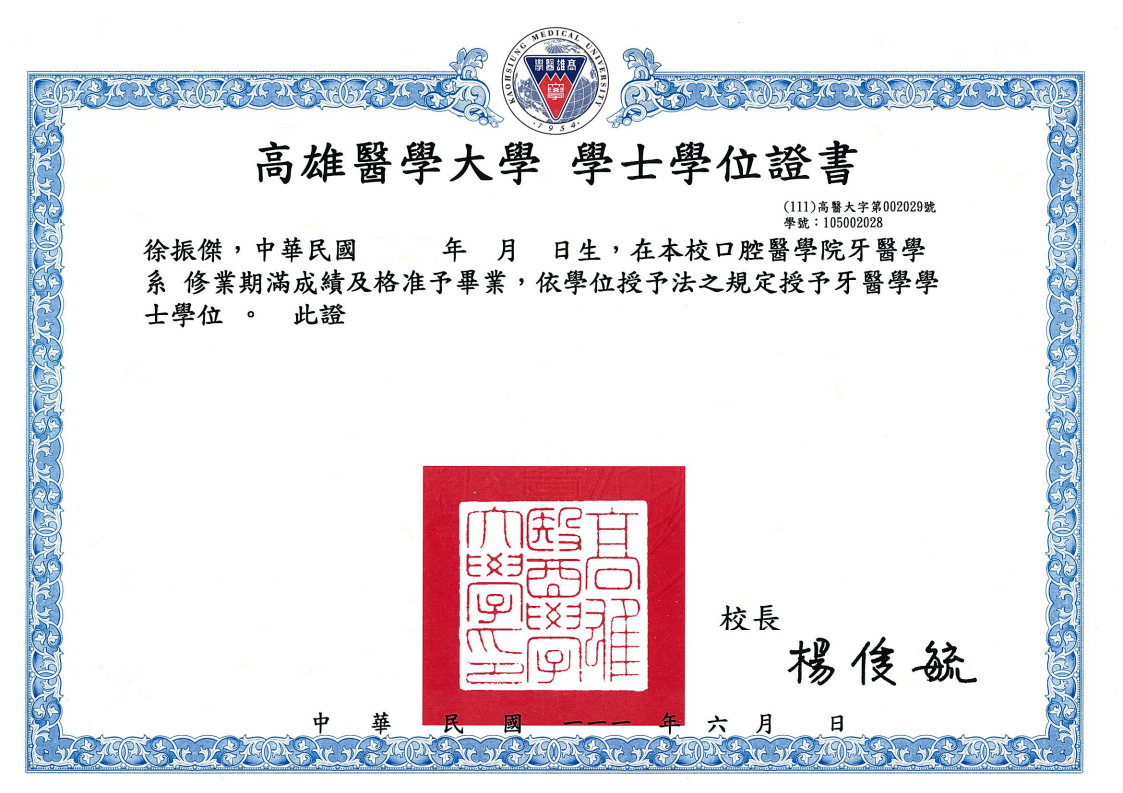 KAOHSIUNG MEDICAL UNIVERSITY
學醫雄高
學
·1954·
高雄醫學大學 學士學位證書
(111)高醫大字第002029號
學號：105002028
徐振傑，中華民國 年 月 日生，在本校口腔醫學院牙醫學
系 修業期滿成績及格准予畢業，依學位授予法之規定授予牙醫學學
士學位 。 此證
高雄醫學大學印
校長
楊俊毓
中華民國 一一一 年 六 月 日